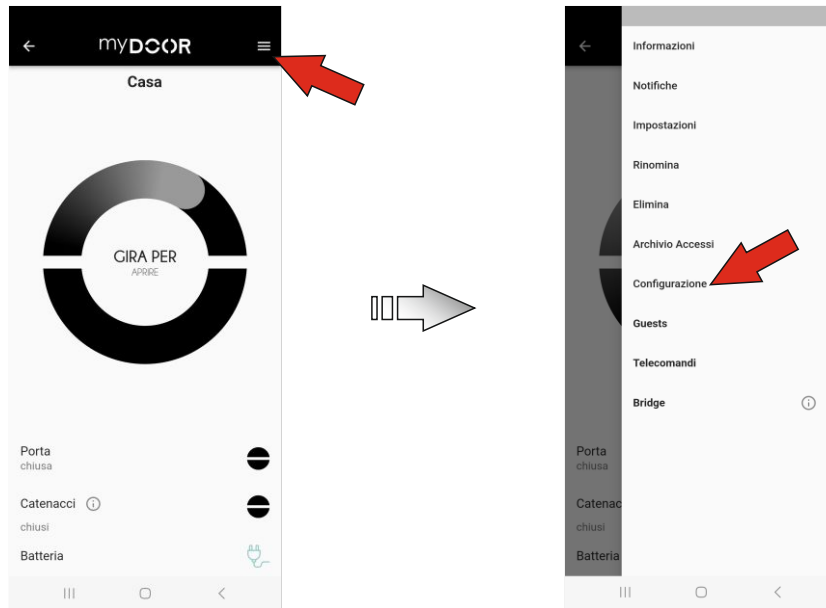 myDOOR
Casa
GIRA PER
APRIRE
Porta
chiusa
Catenacci
chiusi
Batteria
Informazioni
Notifiche
Impostazioni
Rinomina
Elimina
Archivio Accessi
Configurazione
Guests
Telecomandi
Bridge
Porta
chiusa
Catenac
chiusi
Batteria